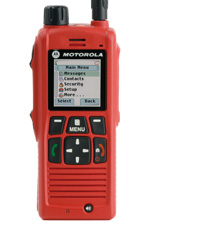 MOTOROLA
Main Menu
Messages
Contacts
Security
Setup
More...
Select Back
MENU